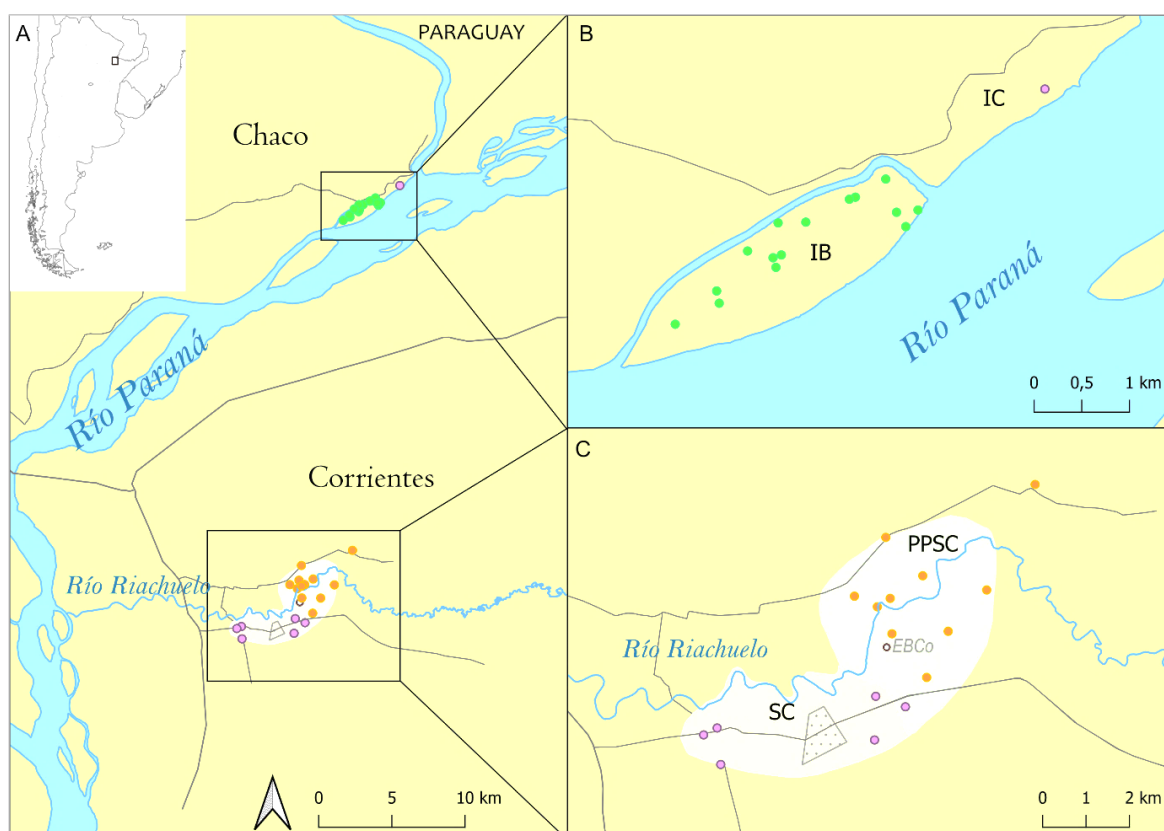 A
PARAGUAY
Chaco
Río Paraná
Corrientes
Río Riachuelo
0 5 10 km
B
IC
IB
Río Paraná
0 0,5 1 km
C
PPSC
EBCo
Río Riachuelo
SC
0 1 2 km